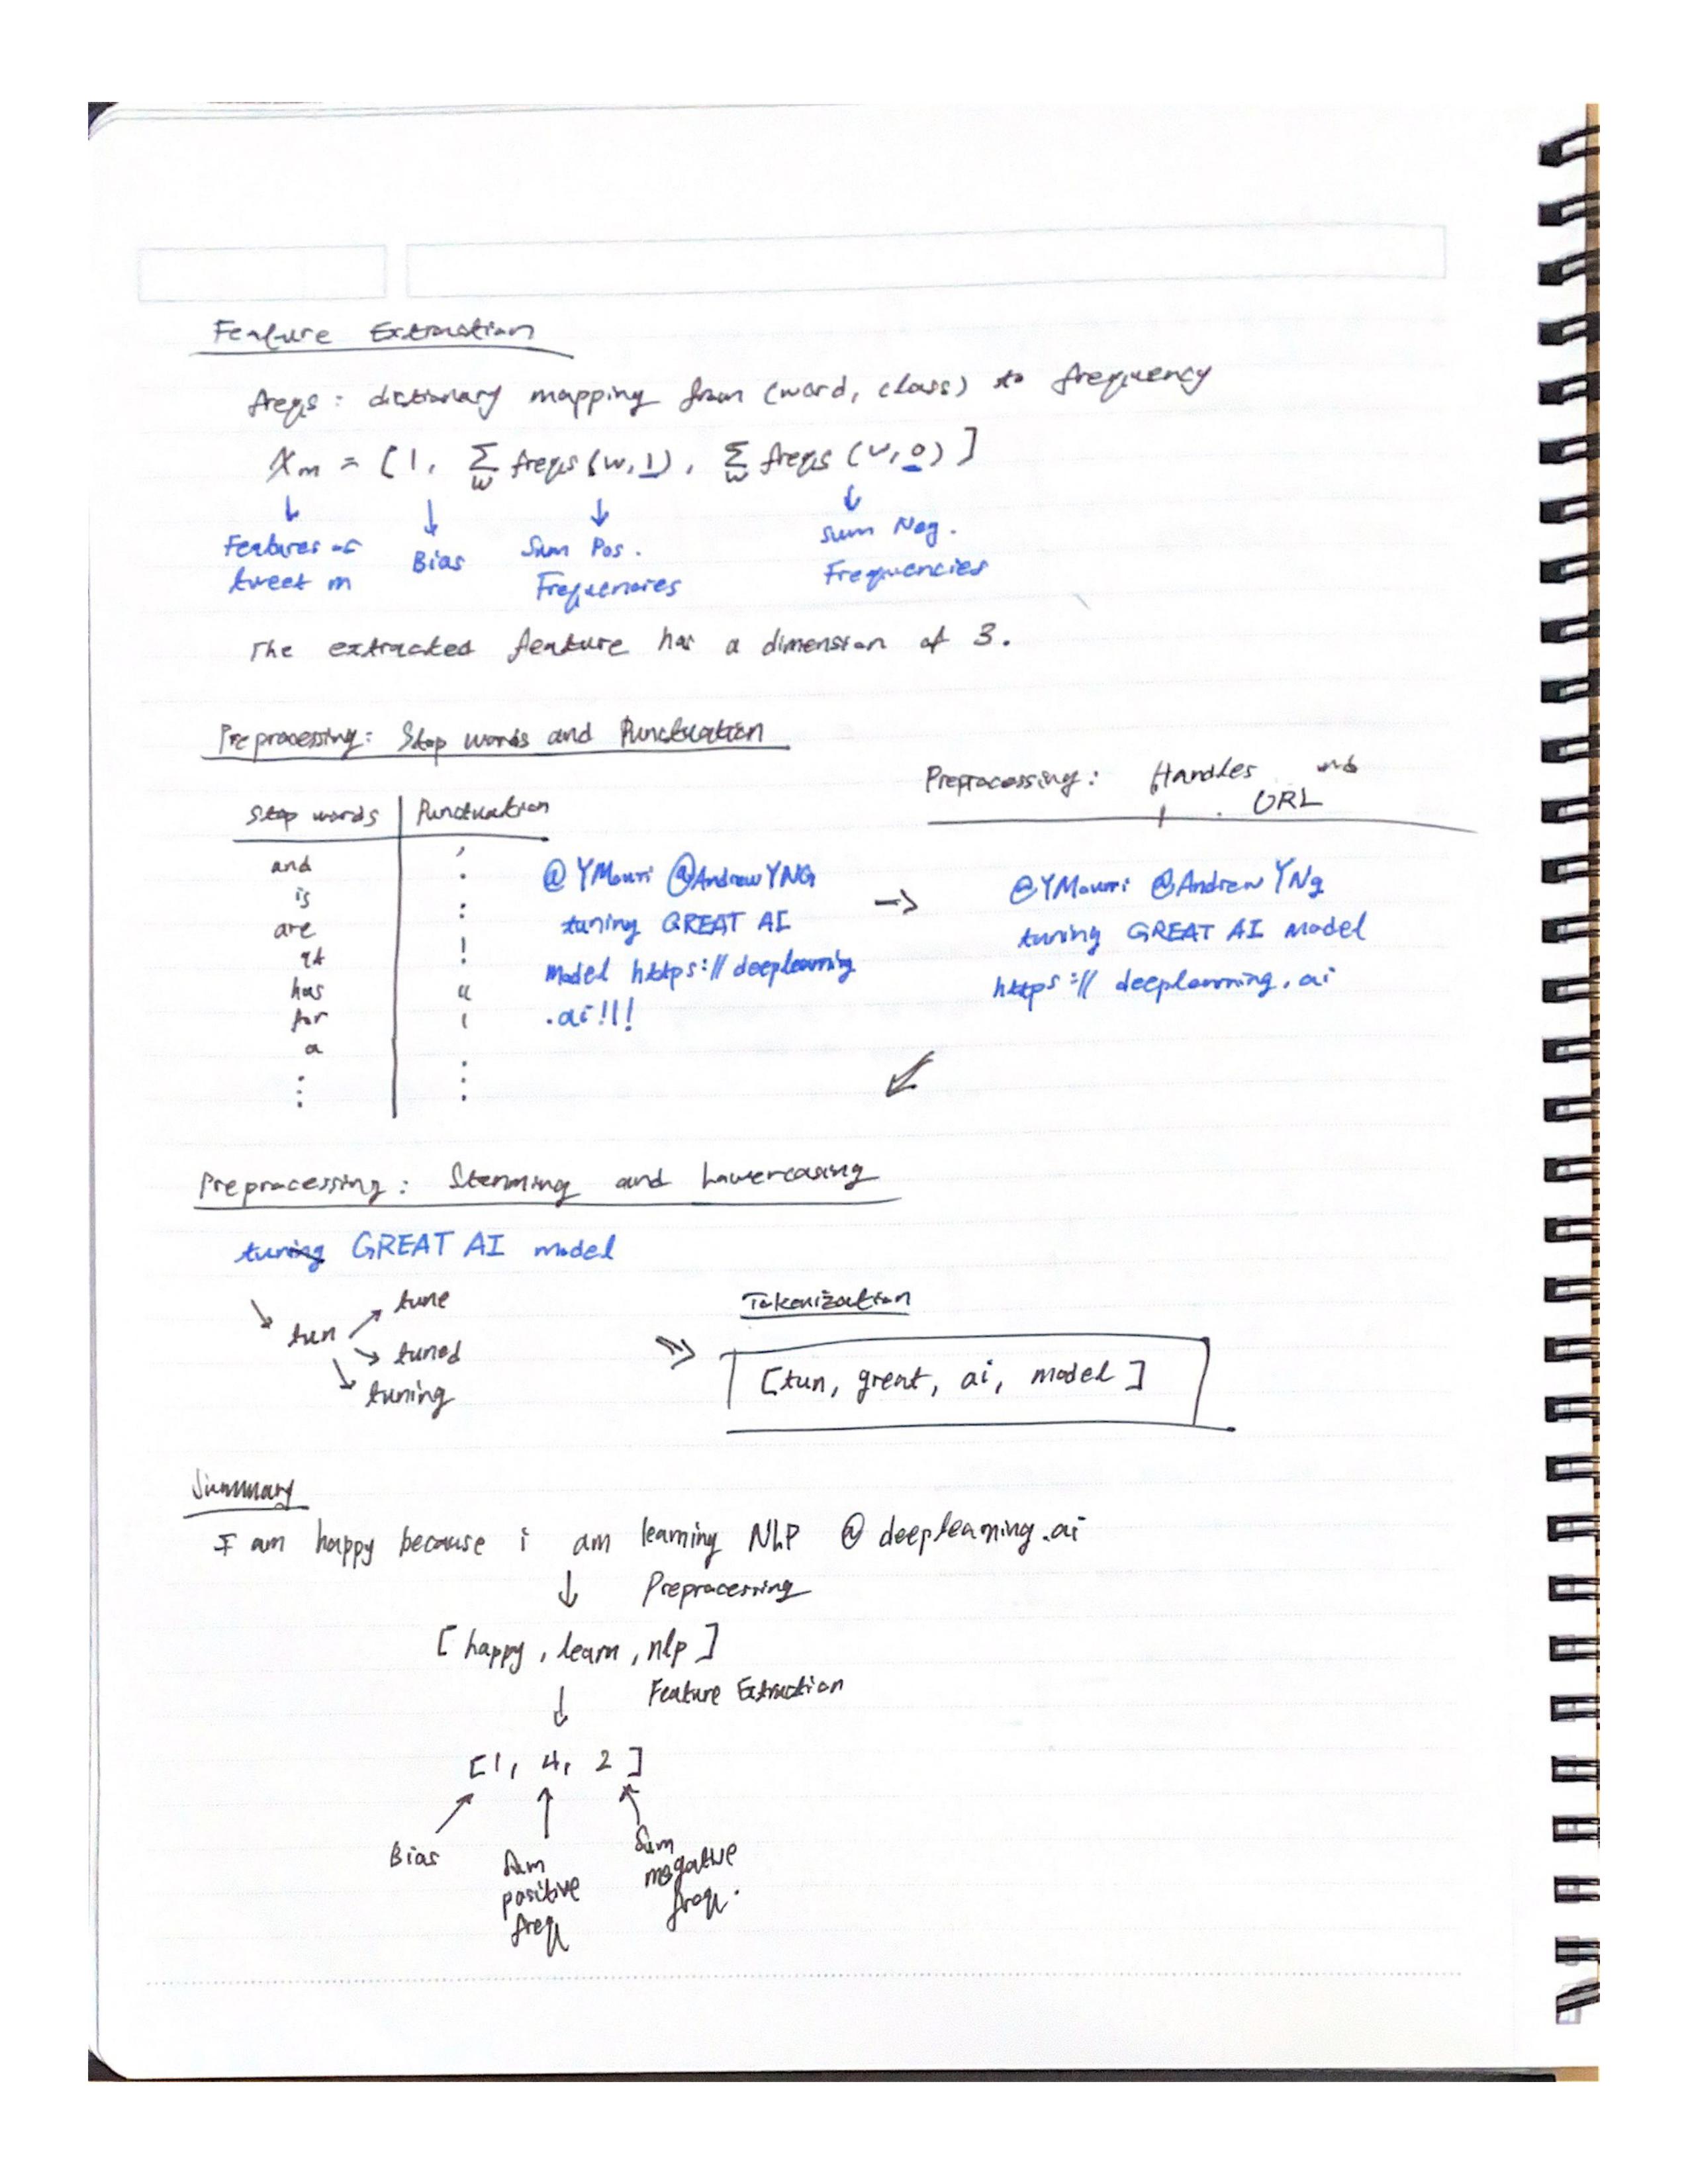 Feature Extraction
freqs : dictionary mapping from (word, class) to frequency
Xm = [1, Σw freqs(w,1), Σw freqs(w,0)]
Features of tweet m
Bias
Sum Pos. Frequencies
Sum Neg. Frequencies
The extracted feature has a dimension of 3.
Preprocessing: Stop words and Punctuation
Stop words | Punctuation
and ,
is .
are :
at !
has “
for ‘
a
⋮ ⋮
@YMourri @AndrewYNG
tuning GREAT AI
model https://deeplearning
.ai!!!
→
Preprocessing: Handles and
URL
@YMourri @AndrewYNg
tuning GREAT AI model
https://deeplearning.ai
Preprocessing: Stemming and Lowercasing
tuning GREAT AI model
tun
tune
tuned
tuning
Tokenization
[tun, great, ai, model]
Summary
I am happy because i am learning NLP @ deeplearning.ai
↓ Preprocessing
[happy, learn, nlp]
↓ Feature Extraction
[1, 4, 2]
Bias
Sum
positive
freq
Sum
negative
freq.